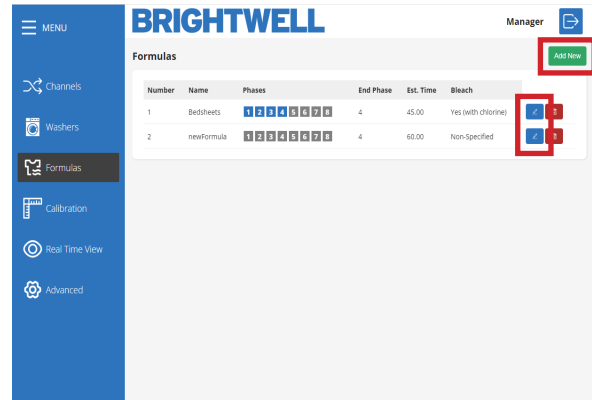 MENU
BRIGHTWELL
Manager
Formulas
Add New
Channels
Washers
Formulas
Calibration
Real Time View
Advanced
Number Name Phases End Phase Est. Time Bleach
1 Bedsheets 1 2 3 4 5 6 7 8 4 45.00 Yes (with chlorine)
2 newFormula 1 2 3 4 5 6 7 8 4 60.00 Non-Specified